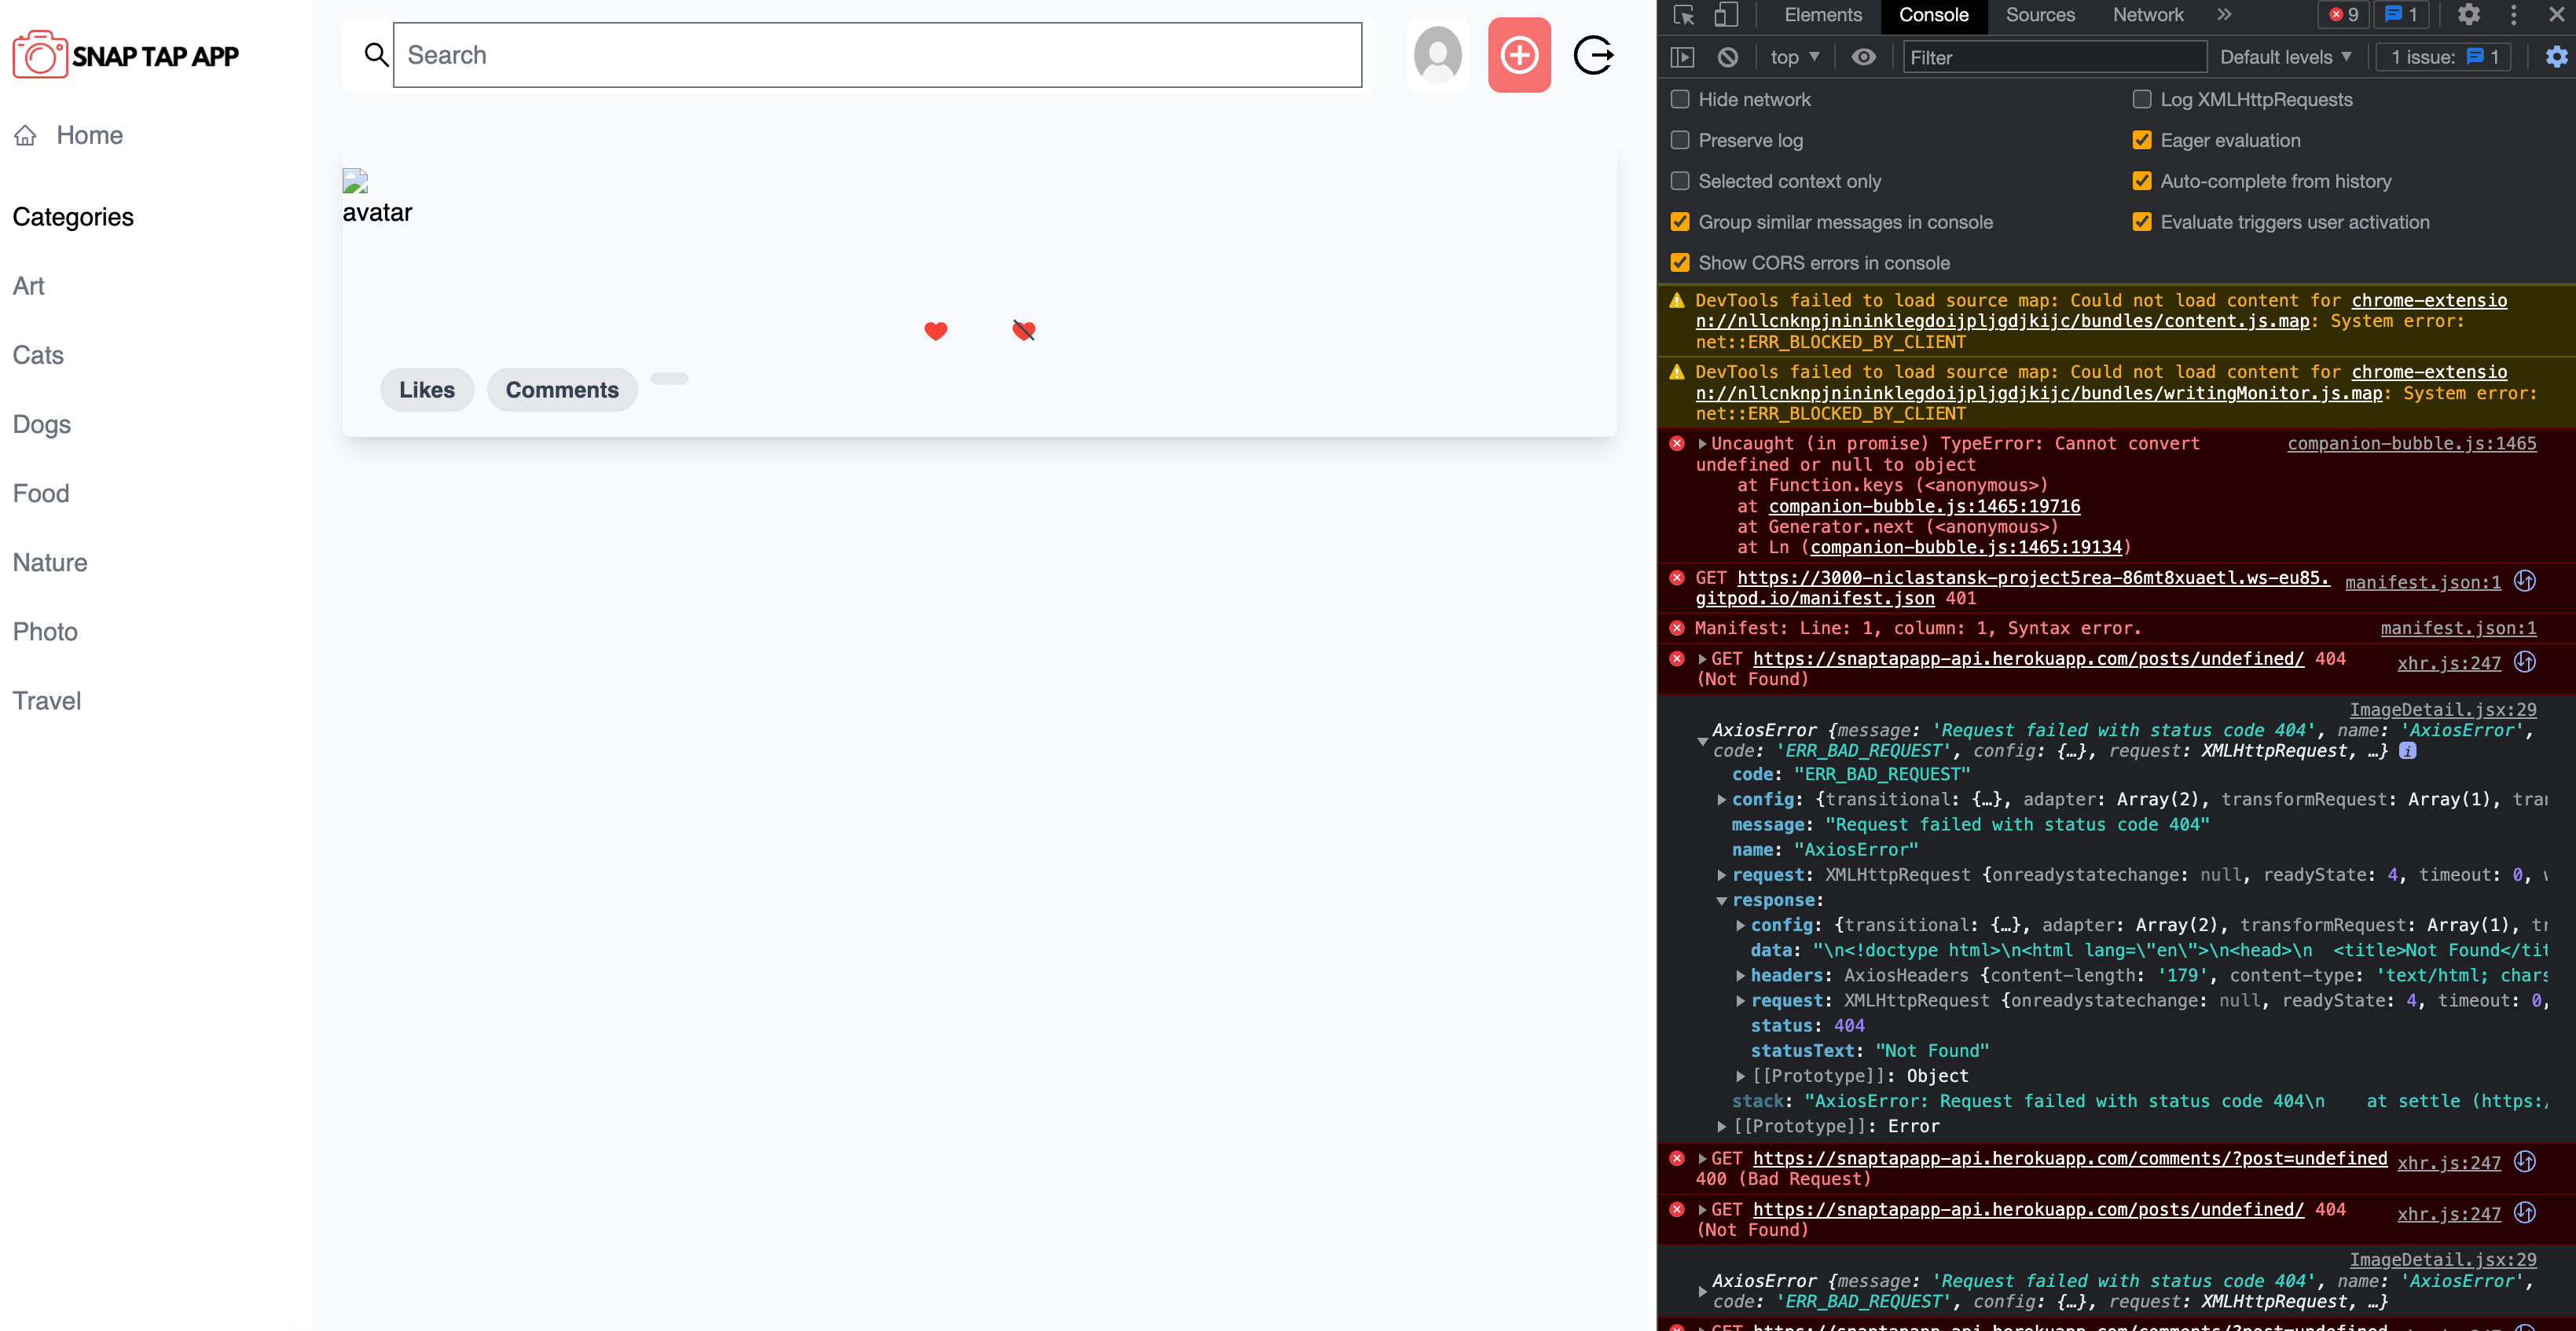 SNAP TAP APP
Search
Home
Categories
Art
Cats
Dogs
Food
Nature
Photo
Travel
avatar
Likes
Comments
Elements Console Sources Network 9 1
top Filter Default levels 1 issue: 1
Hide network Log XMLHttpRequests
Preserve log Eager evaluation
Selected context only Auto-complete from history
Group similar messages in console Evaluate triggers user activation
Show CORS errors in console
DevTools failed to load source map: Could not load content for chrome-extensio
n://nllcnknpjnininklegdoijpljgdjkijc/bundles/content.js.map: System error:
net::ERR_BLOCKED_BY_CLIENT
DevTools failed to load source map: Could not load content for chrome-extensio
n://nllcnknpjnininklegdoijpljgdjkijc/bundles/writingMonitor.js.map: System error:
net::ERR_BLOCKED_BY_CLIENT
Uncaught (in promise) TypeError: Cannot convert companion-bubble.js:1465
undefined or null to object
at Function.keys (<anonymous>)
at companion-bubble.js:1465:19716
at Generator.next (<anonymous>)
at Ln (companion-bubble.js:1465:19134)
GET https://3000-niclastansk-project5rea-86mt8xuaetl.ws-eu85. manifest.json:1
gitpod.io/manifest.json 401
Manifest: Line: 1, column: 1, Syntax error. manifest.json:1
GET https://snaptapapp-api.herokuapp.com/posts/undefined/ 404 xhr.js:247
(Not Found)
ImageDetail.jsx:29
AxiosError {message: 'Request failed with status code 404', name: 'AxiosError',
code: 'ERR_BAD_REQUEST', config: {…}, request: XMLHttpRequest, …} i
code: "ERR_BAD_REQUEST"
config: {transitional: {…}, adapter: Array(2), transformRequest: Array(1), tran
message: "Request failed with status code 404"
name: "AxiosError"
request: XMLHttpRequest {onreadystatechange: null, readyState: 4, timeout: 0,
response:
config: {transitional: {…}, adapter: Array(2), transformRequest: Array(1), tr
data: "\n<!doctype html>\n<html lang=\"en\">\n<head>\n  <title>Not Found</tit
headers: AxiosHeaders {content-length: '179', content-type: 'text/html; chars
request: XMLHttpRequest {onreadystatechange: null, readyState: 4, timeout: 0,
status: 404
statusText: "Not Found"
[[Prototype]]: Object
stack: "AxiosError: Request failed with status code 404\n    at settle (https:/
[[Prototype]]: Error
GET https://snaptapapp-api.herokuapp.com/comments/?post=undefined xhr.js:247
400 (Bad Request)
GET https://snaptapapp-api.herokuapp.com/posts/undefined/ 404 xhr.js:247
(Not Found)
ImageDetail.jsx:29
AxiosError {message: 'Request failed with status code 404', name: 'AxiosError',
code: 'ERR_BAD_REQUEST', config: {…}, request: XMLHttpRequest, …}